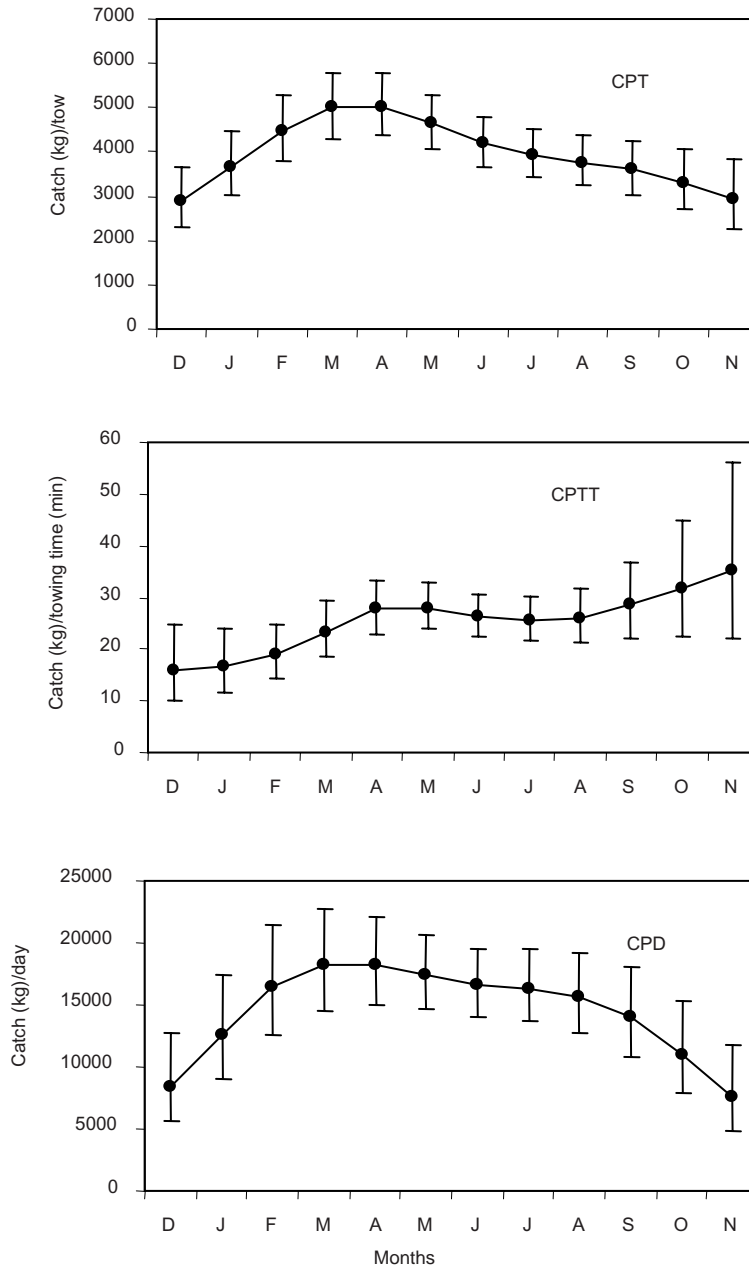 7000
6000
5000
4000
3000
2000
1000
0
Catch (kg)/tow
CPT
D J F M A M J J A S O N
60
50
40
30
20
10
0
Catch (kg)/towing time (min)
CPTT
D J F M A M J J A S O N
25000
20000
15000
10000
5000
0
Catch (kg)/day
CPD
D J F M A M J J A S O N
Months